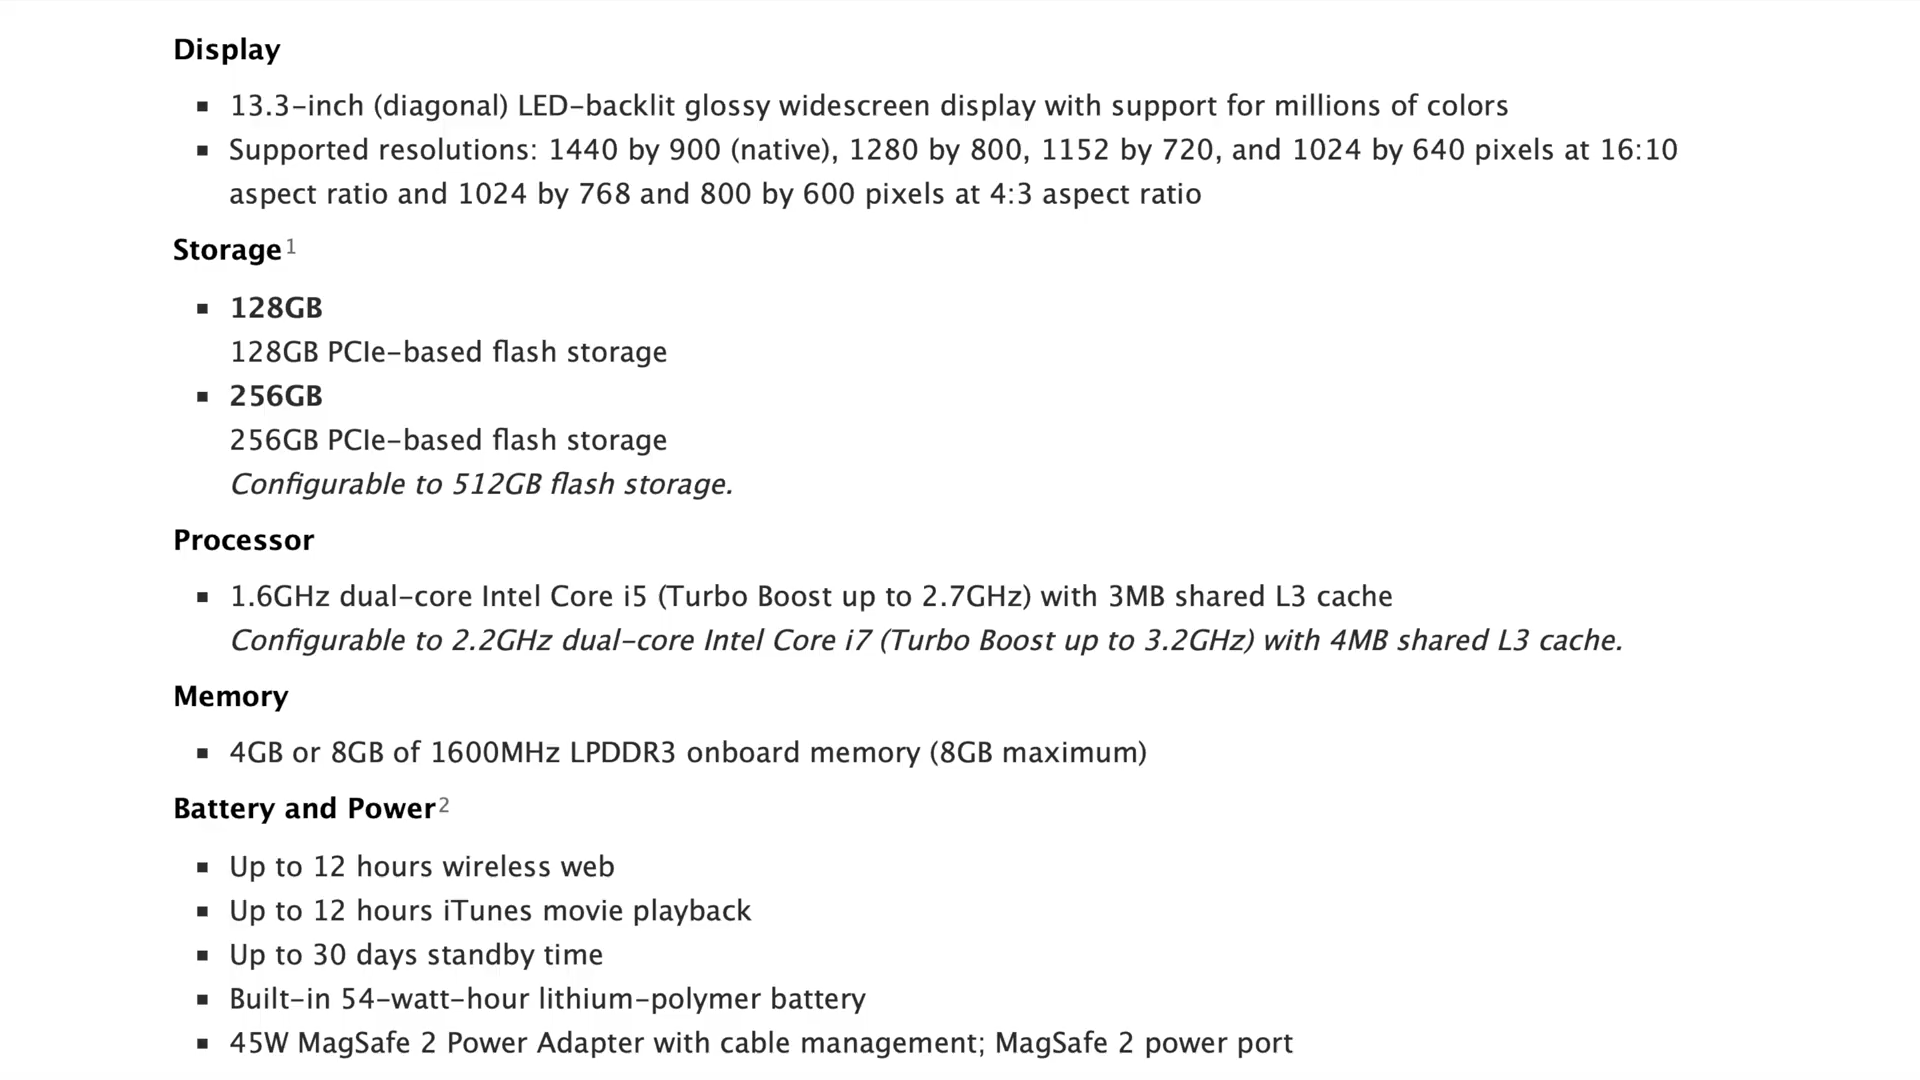 Display
▪ 13.3-inch (diagonal) LED-backlit glossy widescreen display with support for millions of colors
▪ Supported resolutions: 1440 by 900 (native), 1280 by 800, 1152 by 720, and 1024 by 640 pixels at 16:10
aspect ratio and 1024 by 768 and 800 by 600 pixels at 4:3 aspect ratio
Storage1
▪ 128GB
128GB PCIe-based flash storage
▪ 256GB
256GB PCIe-based flash storage
Configurable to 512GB flash storage.
Processor
▪ 1.6GHz dual-core Intel Core i5 (Turbo Boost up to 2.7GHz) with 3MB shared L3 cache
Configurable to 2.2GHz dual-core Intel Core i7 (Turbo Boost up to 3.2GHz) with 4MB shared L3 cache.
Memory
▪ 4GB or 8GB of 1600MHz LPDDR3 onboard memory (8GB maximum)
Battery and Power2
▪ Up to 12 hours wireless web
▪ Up to 12 hours iTunes movie playback
▪ Up to 30 days standby time
▪ Built-in 54-watt-hour lithium-polymer battery
▪ 45W MagSafe 2 Power Adapter with cable management; MagSafe 2 power port